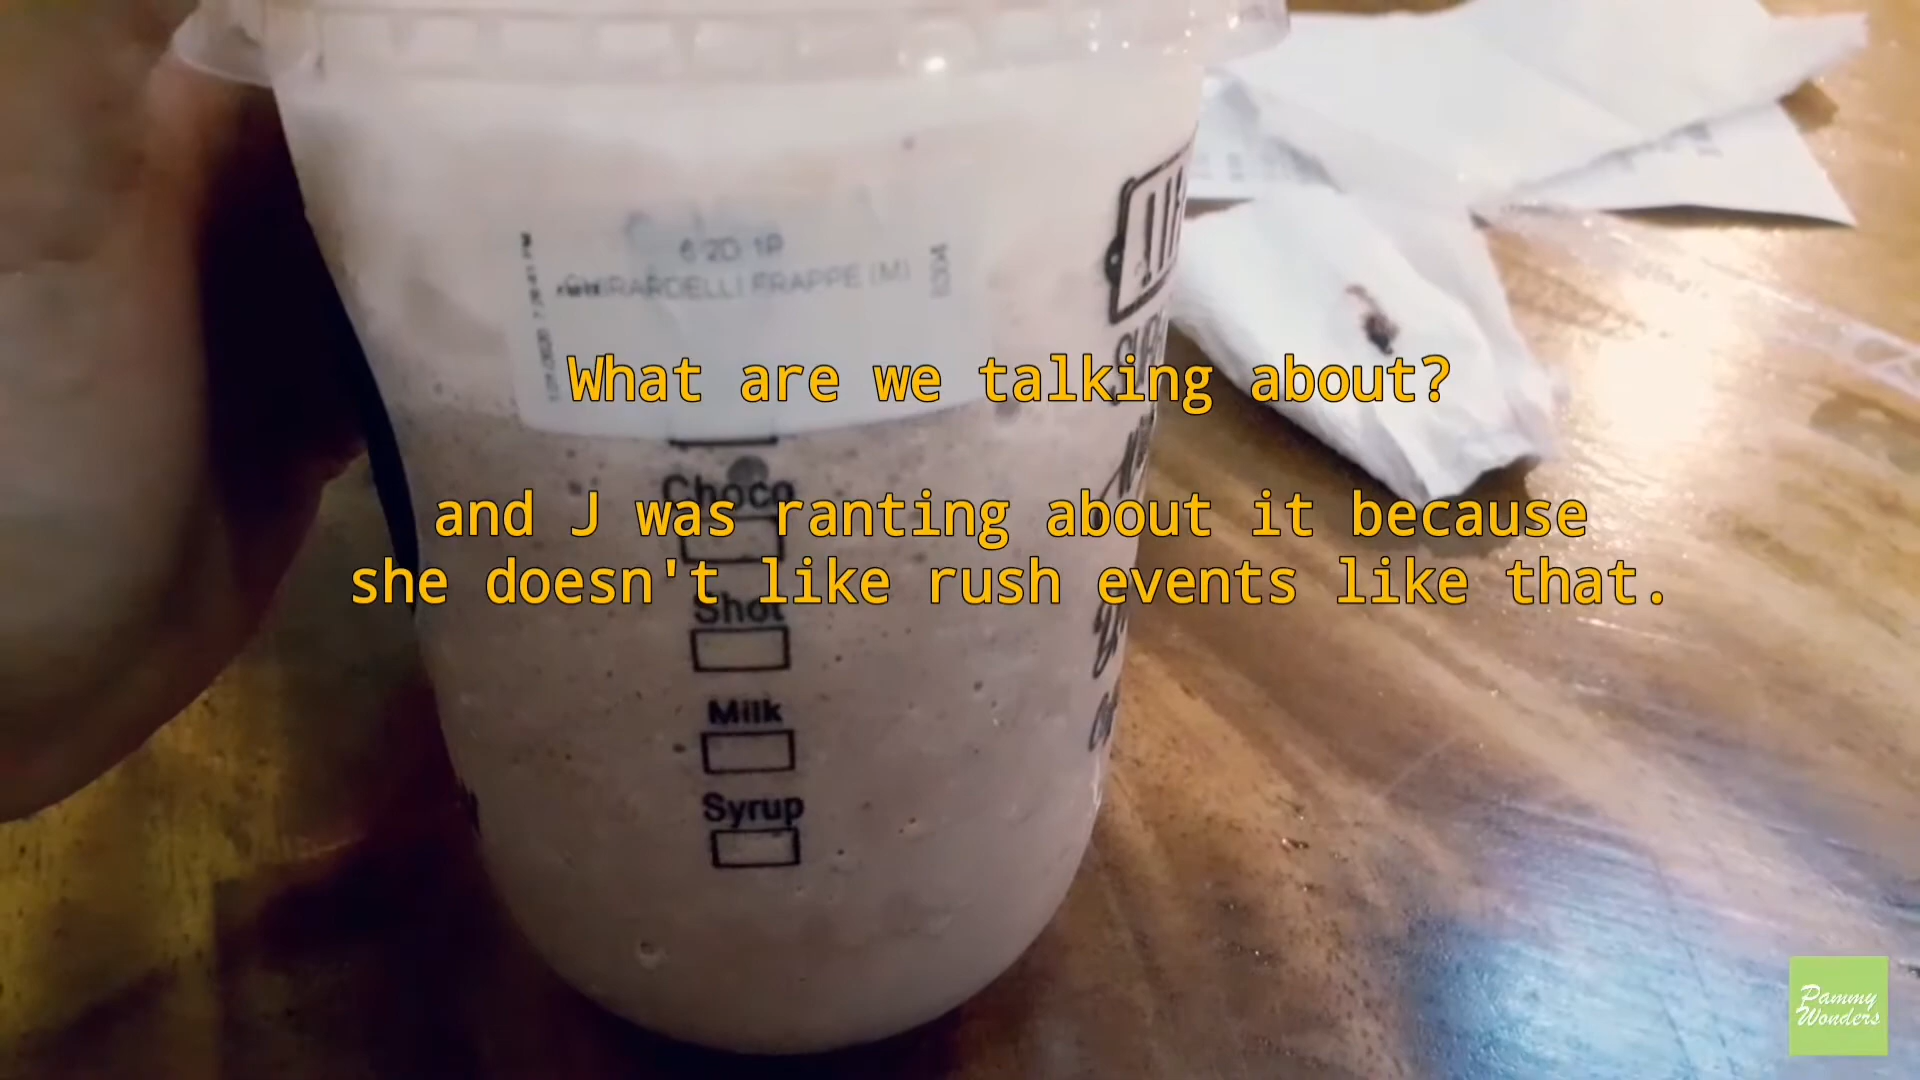 6 2D 1P
GHIRARDELLI FRAPPE (M)
What are we talking about?
Choco
and J was ranting about it because
she doesn't like rush events like that.
Shot
Milk
Syrup
Pammy
Wonders